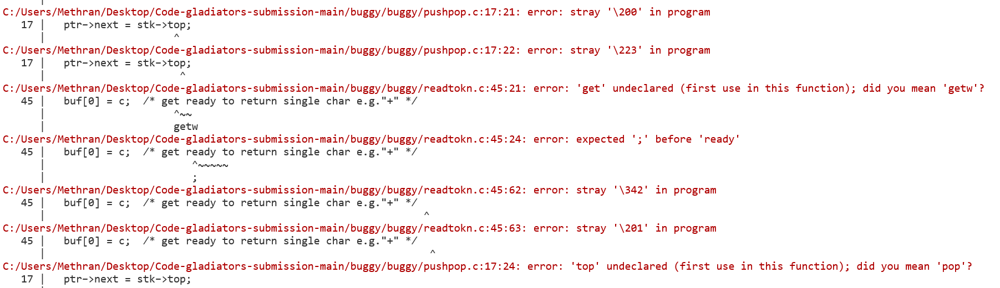 |
C:/Users/Methran/Desktop/Code-gladiators-submission-main/buggy/buggy/pushpop.c:17:21: error: stray '\200' in program
   17 |   ptr–>next = stk–>top;
      |                     ^
C:/Users/Methran/Desktop/Code-gladiators-submission-main/buggy/buggy/pushpop.c:17:22: error: stray '\223' in program
   17 |   ptr–>next = stk–>top;
      |                      ^
C:/Users/Methran/Desktop/Code-gladiators-submission-main/buggy/buggy/readtokn.c:45:21: error: 'get' undeclared (first use in this function); did you mean 'getw'?
   45 |   buf[0] = c;  ⁄* get ready to return single char e.g."+" *⁄
      |                     ^~~
      |                     getw
C:/Users/Methran/Desktop/Code-gladiators-submission-main/buggy/buggy/readtokn.c:45:24: error: expected ';' before 'ready'
   45 |   buf[0] = c;  ⁄* get ready to return single char e.g."+" *⁄
      |                        ^~~~~~
      |                        ;
C:/Users/Methran/Desktop/Code-gladiators-submission-main/buggy/buggy/readtokn.c:45:62: error: stray '\342' in program
   45 |   buf[0] = c;  ⁄* get ready to return single char e.g."+" *⁄
      |                                                              ^
C:/Users/Methran/Desktop/Code-gladiators-submission-main/buggy/buggy/readtokn.c:45:63: error: stray '\201' in program
   45 |   buf[0] = c;  ⁄* get ready to return single char e.g."+" *⁄
      |                                                               ^
C:/Users/Methran/Desktop/Code-gladiators-submission-main/buggy/buggy/pushpop.c:17:24: error: 'top' undeclared (first use in this function); did you mean 'pop'?
   17 |   ptr–>next = stk–>top;